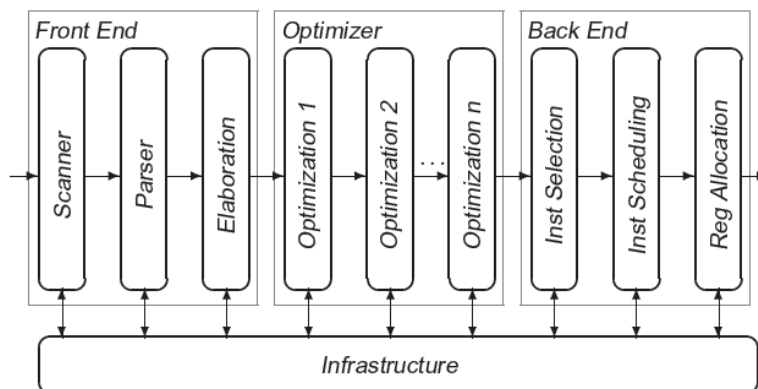 Front End
Optimizer
Back End
Scanner
Parser
Elaboration
Optimization 1
Optimization 2
...
Optimization n
Inst Selection
Inst Scheduling
Reg Allocation
Infrastructure